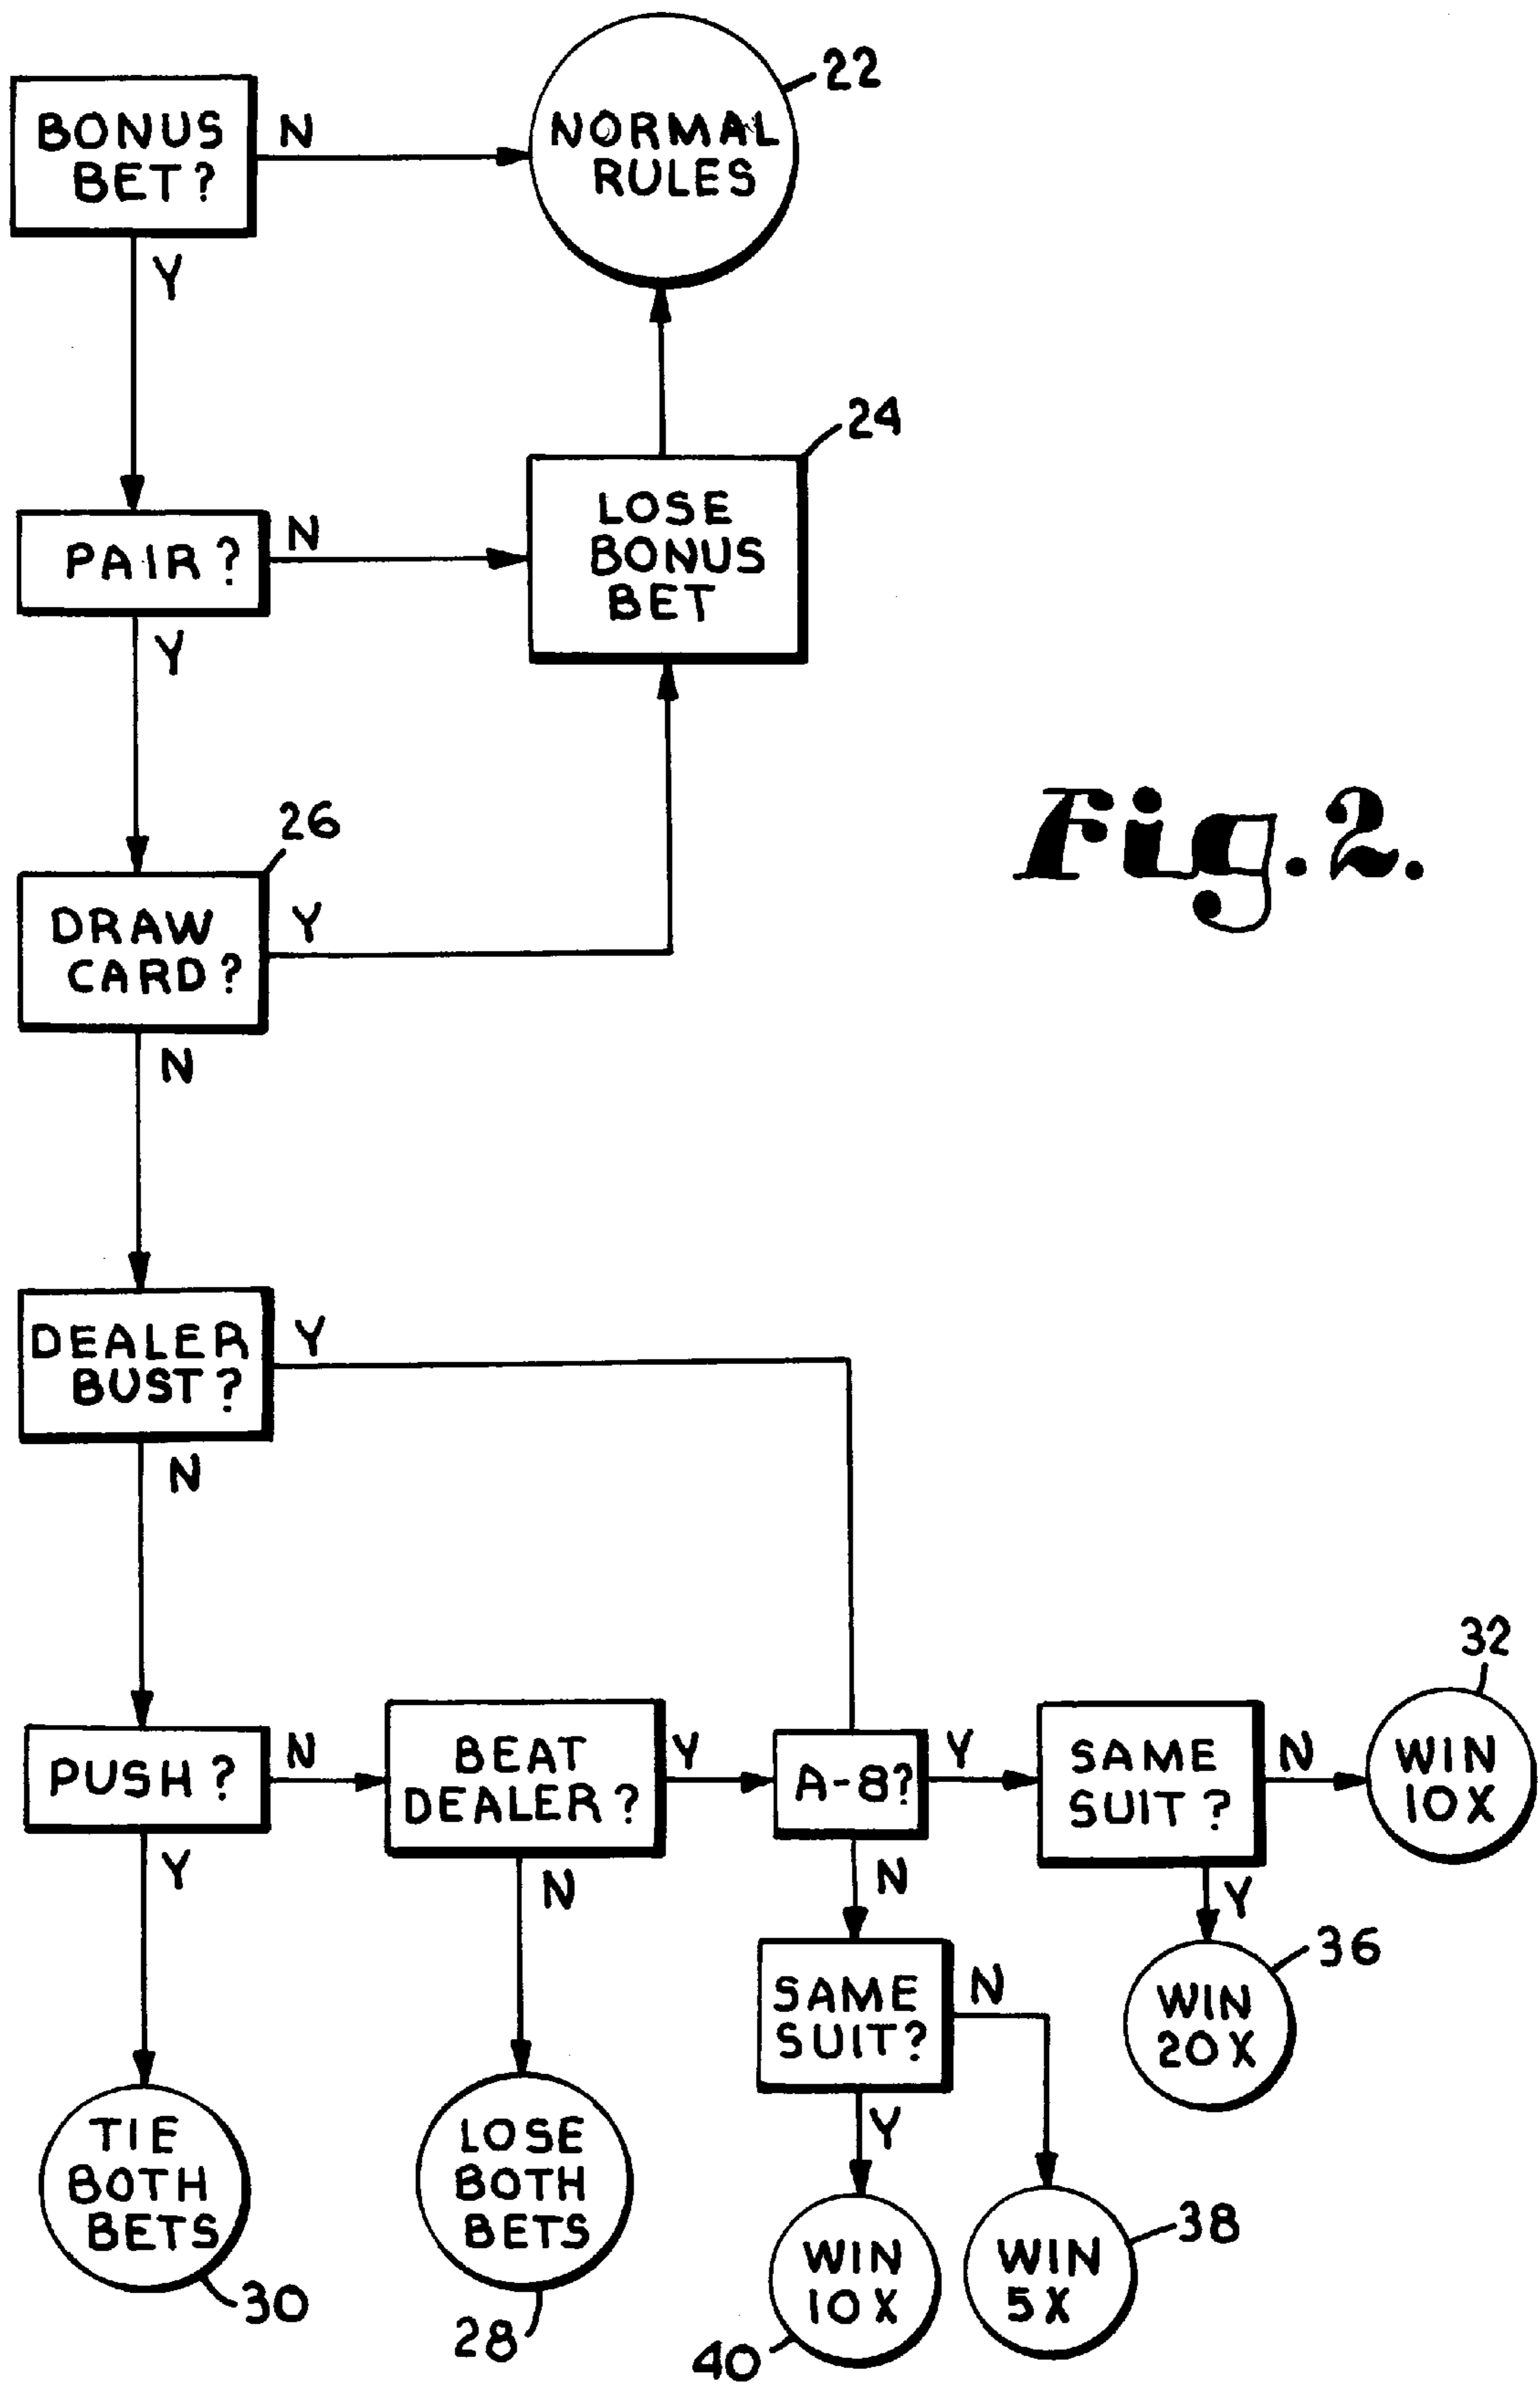 22
BONUS
BET?
N
NORMAL
RULES
Y
24
LOSE
BONUS
BET
PAIR?
N
Y
26
DRAW
CARD?
Y
Fig. 2.
N
DEALER
BUST?
Y
N
32
PUSH?
N
BEAT
DEALER?
Y
A-8?
Y
SAME
SUIT?
N
WIN
10X
Y
N
N
Y
36
SAME
SUIT?
N
WIN
20X
TIE
BOTH
BETS
LOSE
BOTH
BETS
Y
38
WIN
10X
WIN
5X
30
28
40